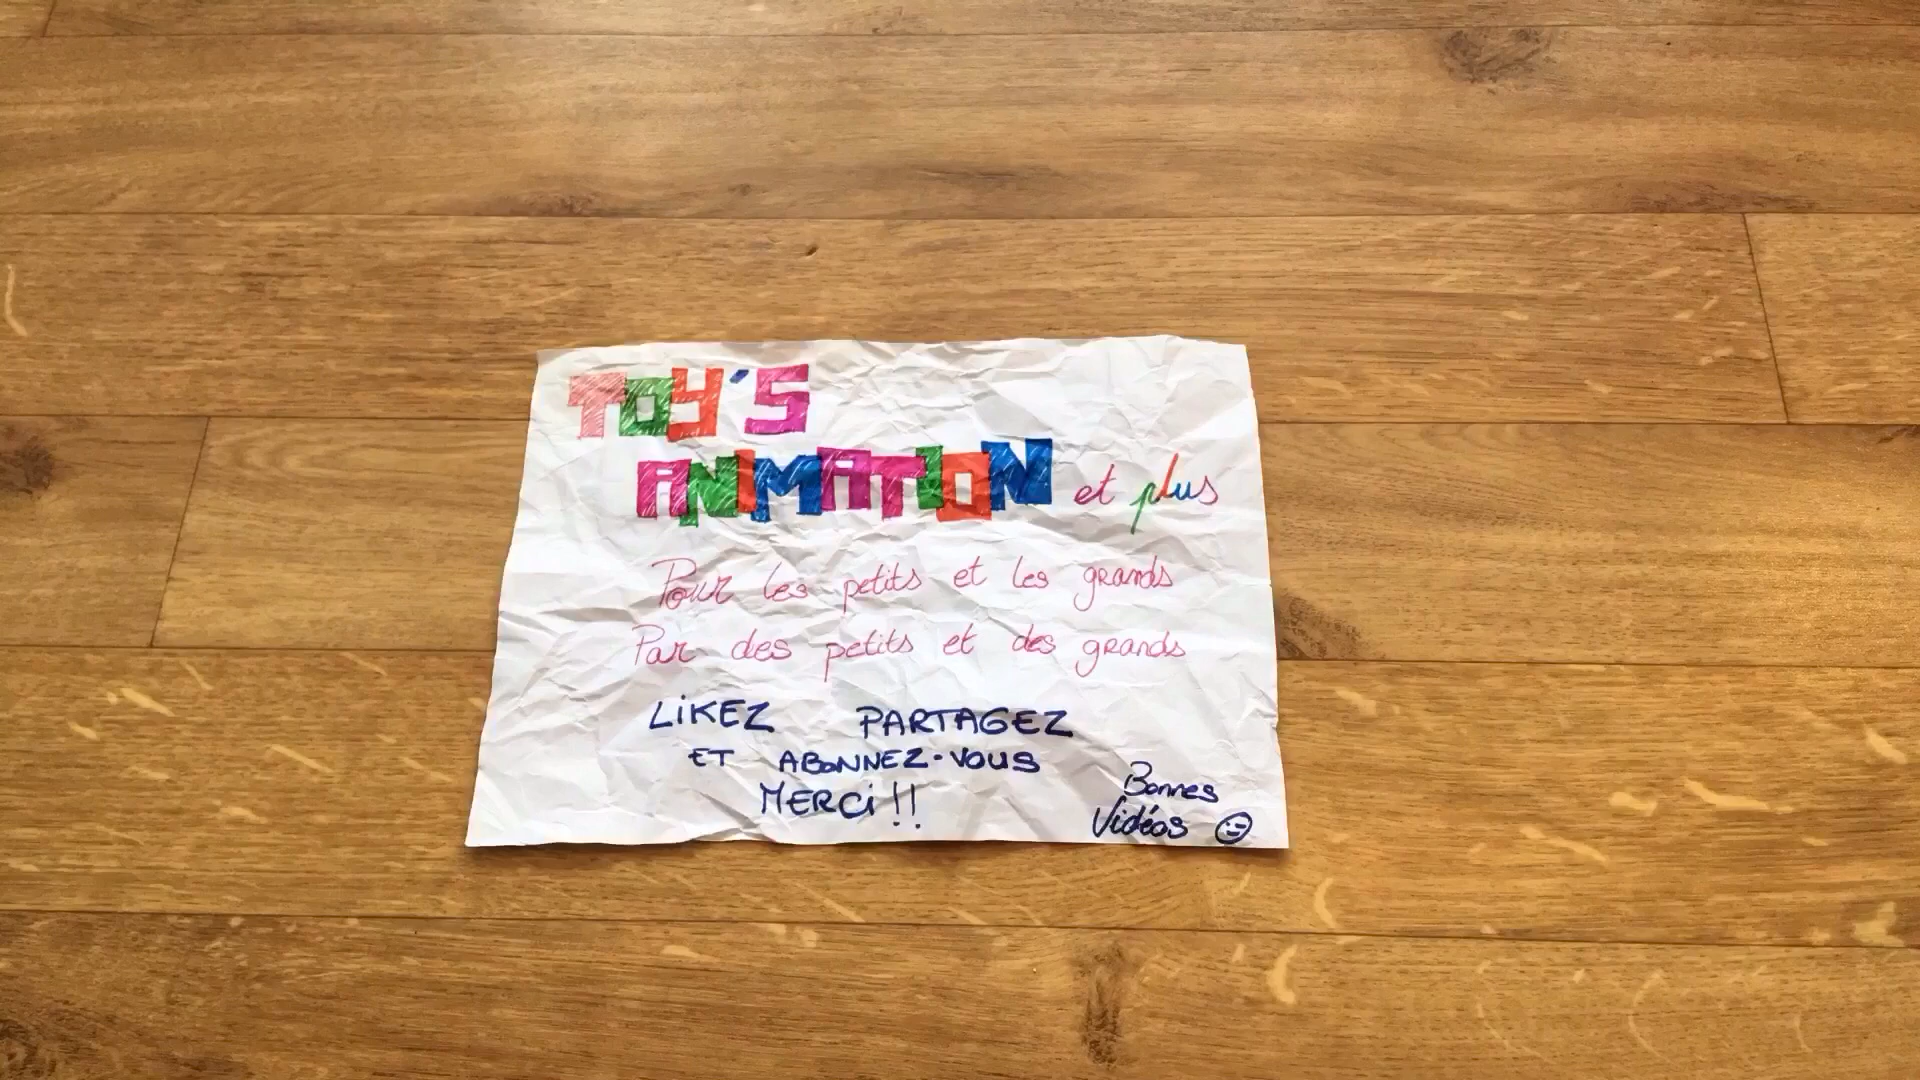 TOY'S
ANIMATION et plus
Pour les petits et les grands
Par des petits et des grands
LiKEZ PARTAGEZ
ET ABONNEZ-VOUS
MERCi!!
Bonnes
Vidéos